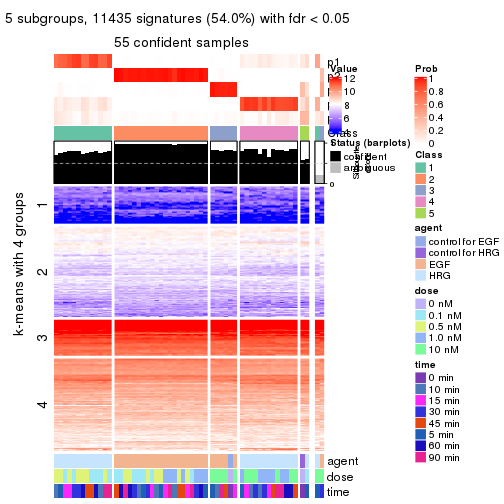 5 subgroups, 11435 signatures (54.0%) with fdr < 0.05
55 confident samples
k-means with 4 groups
1
2
3
4
p1
Class
agent
dose
time
Value
12
10
8
6
Status (barplots)
confident
ambiguous
0
Prob
1
0.8
0.6
0.4
0.2
0
Class
1
2
3
4
5
agent
control for EGF
control for HRG
EGF
HRG
dose
0 nM
0.1 nM
0.5 nM
1.0 nM
10 nM
time
0 min
10 min
15 min
30 min
45 min
5 min
60 min
90 min